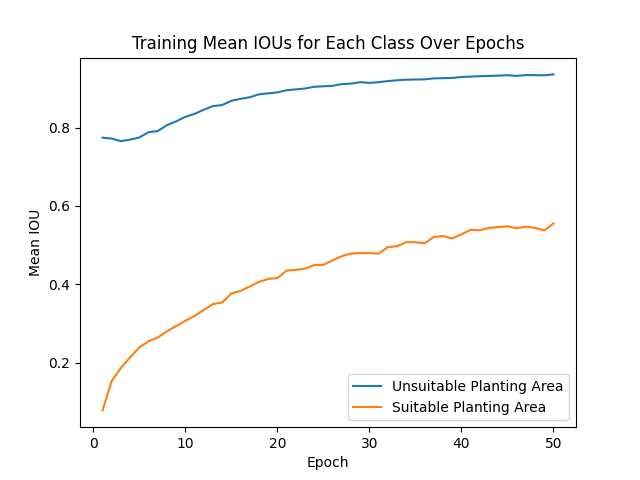 Training Mean IOUs for Each Class Over Epochs
Mean IOU
0.8
0.6
0.4
0.2
Unsuitable Planting Area
Suitable Planting Area
0 10 20 30 40 50
Epoch